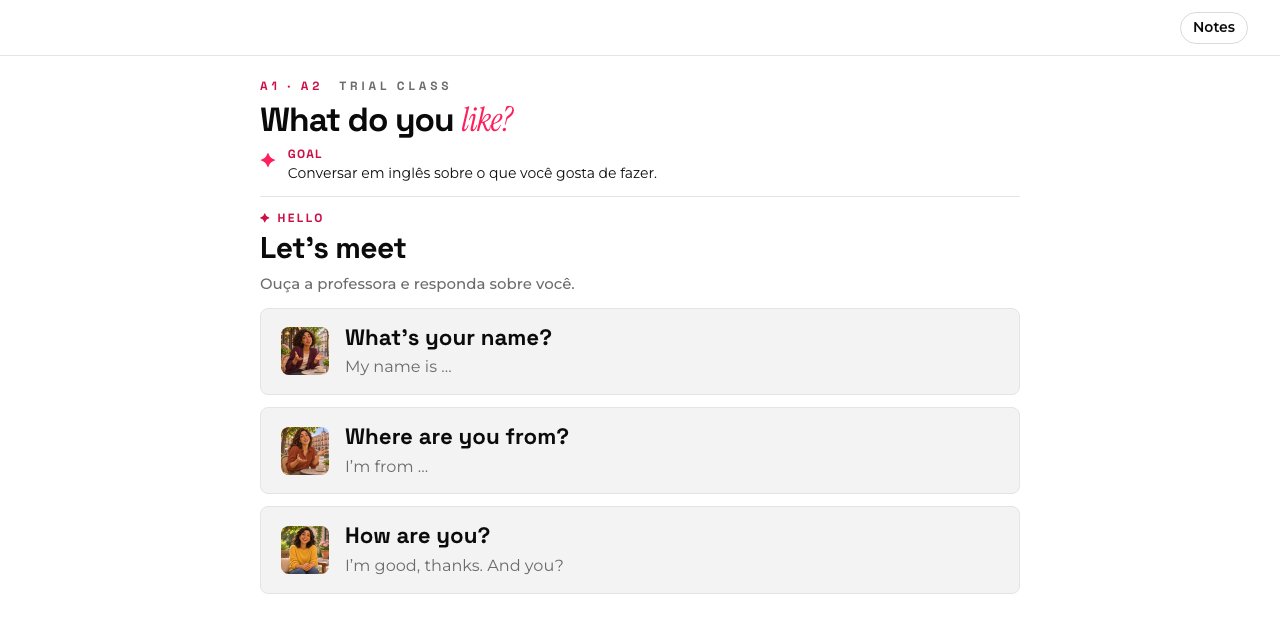 Notes
A1 · A2 TRIAL CLASS
What do you like?
GOAL
Conversar em inglês sobre o que você gosta de fazer.
HELLO
Let’s meet
Ouça a professora e responda sobre você.
What’s your name?
My name is …
Where are you from?
I’m from …
How are you?
I’m good, thanks. And you?